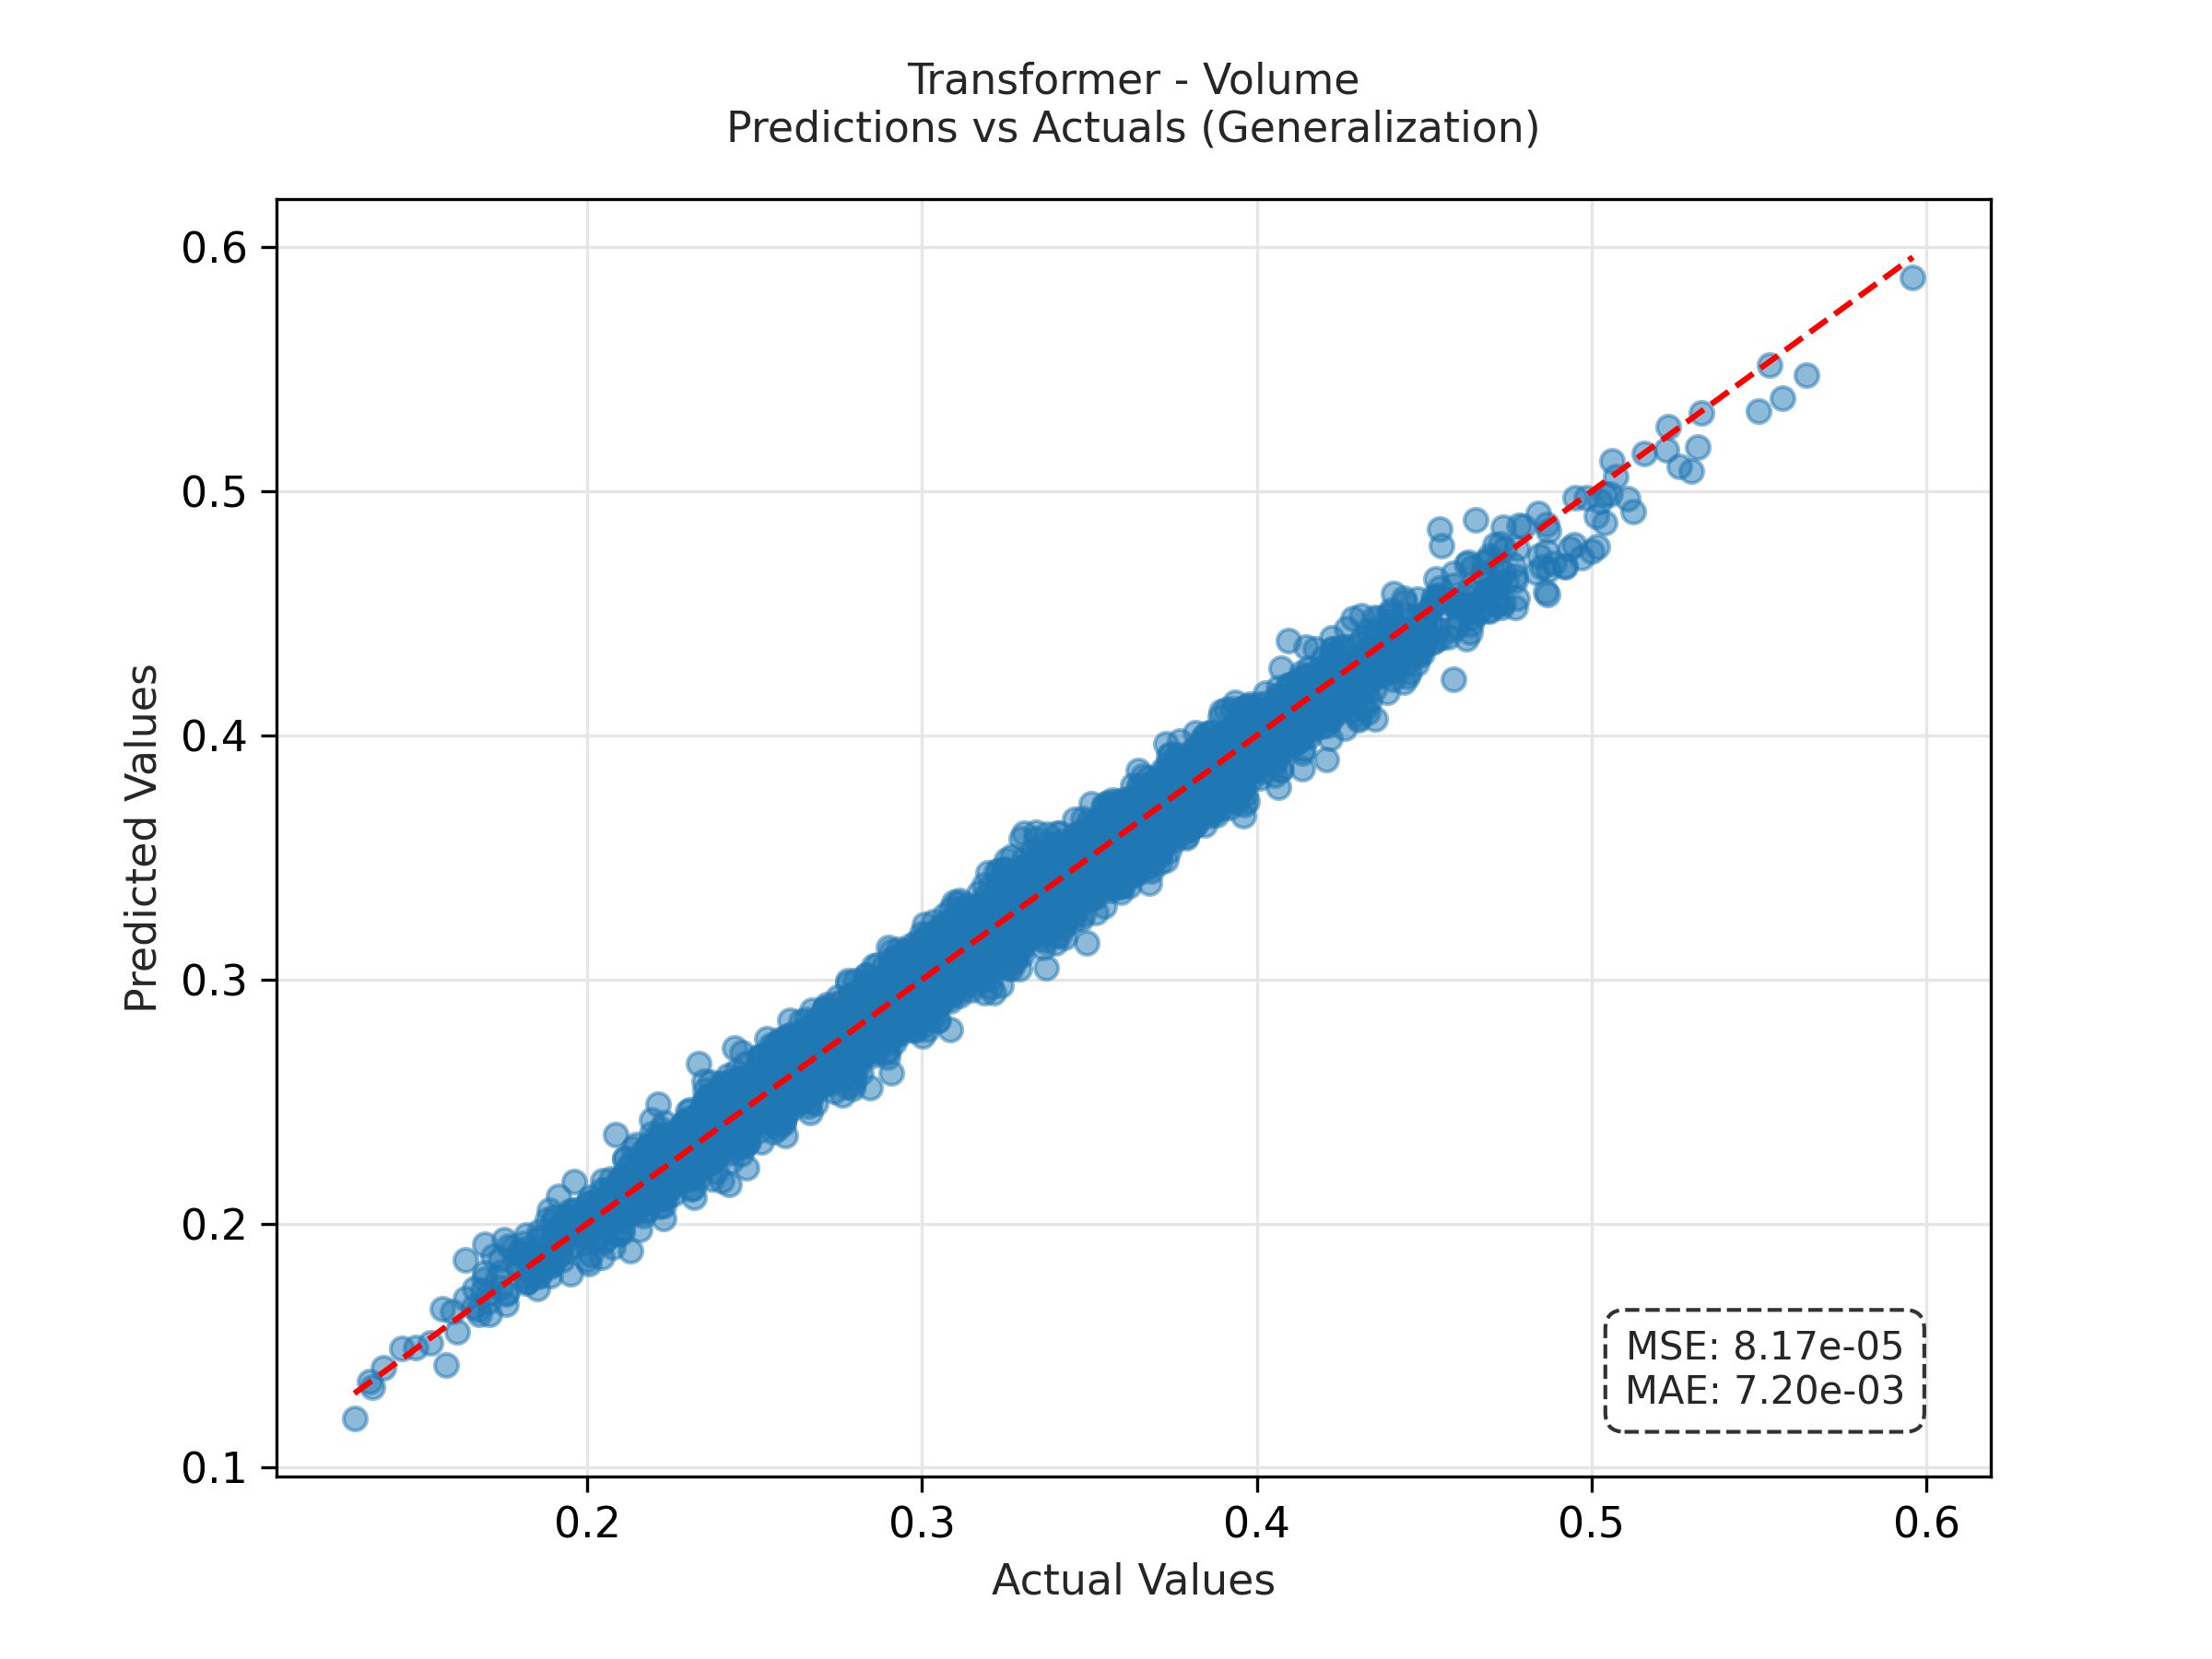 Transformer - Volume
Predictions vs Actuals (Generalization)
0.6
0.5
0.4
0.3
0.2
0.1
Predicted Values
MSE: 8.17e-05
MAE: 7.20e-03
0.2
0.3
0.4
0.5
0.6
Actual Values